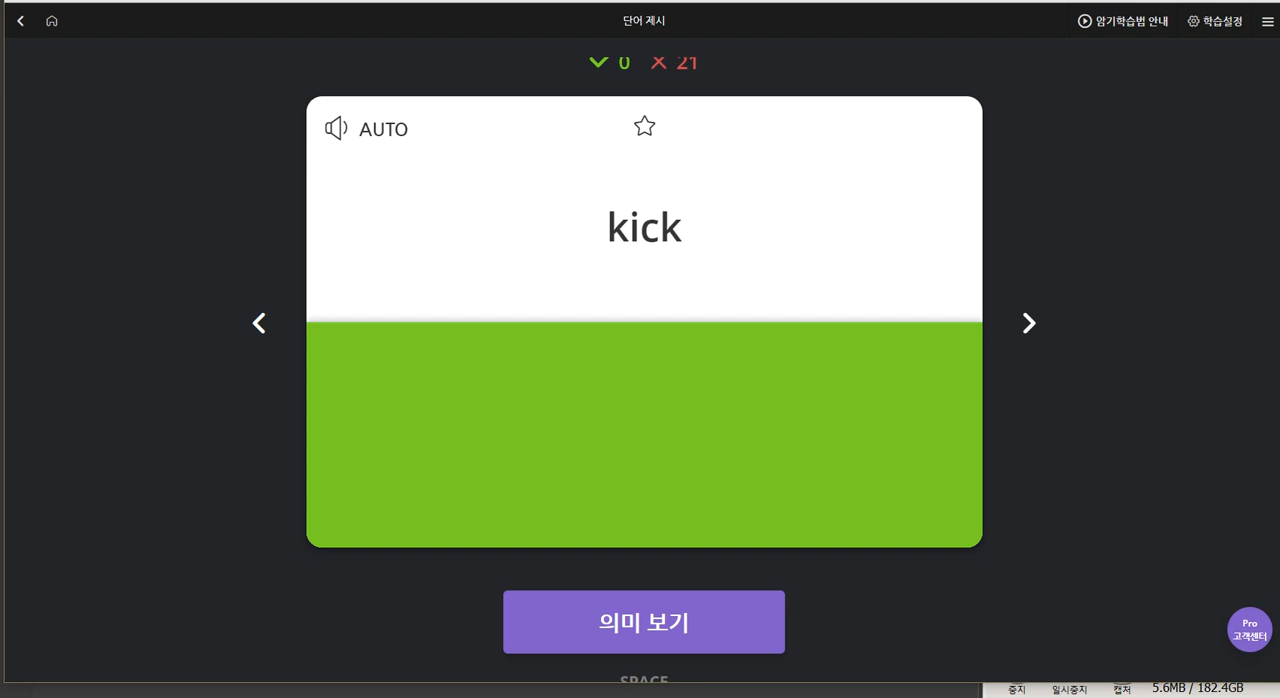 단어 제시
암기학습법 안내
학습설정
0
21
AUTO
kick
의미 보기
Pro
고객센터
SPACE
중지
일시중지
캡처
5.6MB / 182.4GB